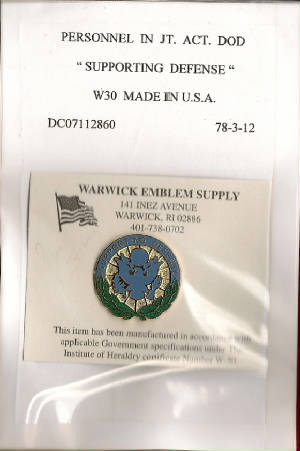 PERSONNEL IN JT. ACT. DOD
“ SUPPORTING DEFENSE “
W30 MADE IN U.S.A.
DC07112860 78-3-12
WARWICK EMBLEM SUPPLY
141 INEZ AVENUE
WARWICK, RI 02886
401-738-0702
This item has been manufactured in accordance with
applicable Government specifications under The
Institute of Heraldry certificate Number W-30